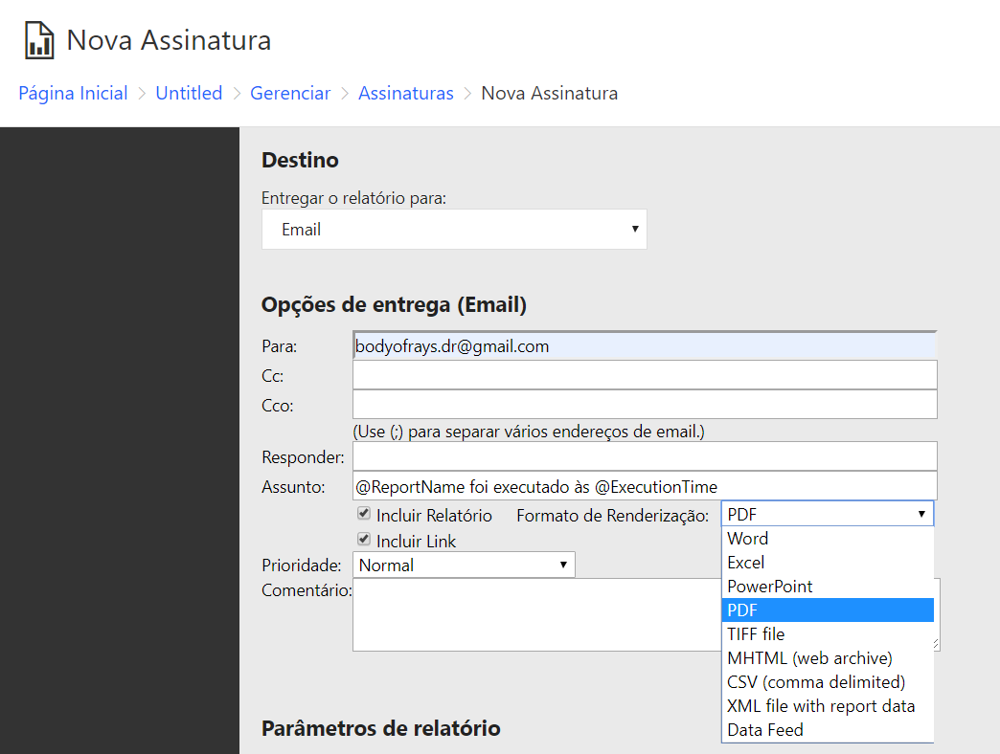 Nova Assinatura
Página Inicial > Untitled > Gerenciar > Assinaturas > Nova Assinatura
Destino
Entregar o relatório para:
Email
Opções de entrega (Email)
Para: bodyofrays.dr@gmail.com
Cc:
Cco:
(Use (;) para separar vários endereços de email.)
Responder:
Assunto: @ReportName foi executado às @ExecutionTime
Incluir Relatório Formato de Renderização: PDF
Incluir Link
Prioridade: Normal
Comentário:
Word
Excel
PowerPoint
PDF
TIFF file
MHTML (web archive)
CSV (comma delimited)
XML file with report data
Data Feed
Parâmetros de relatório